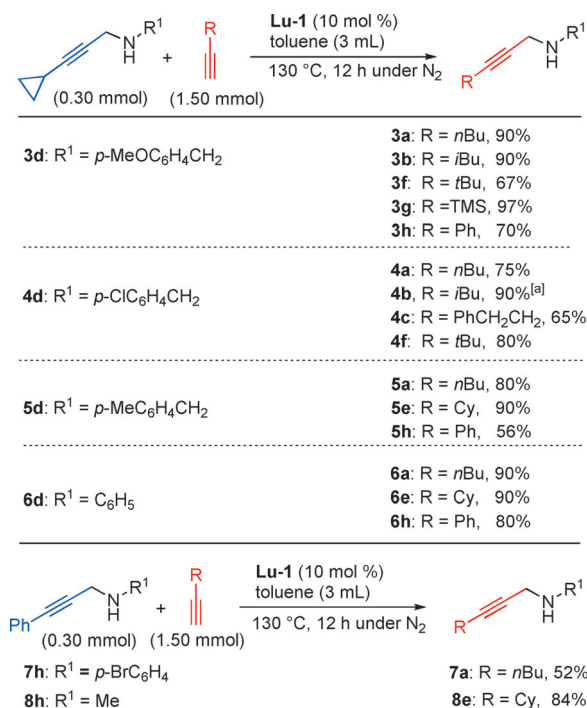 R¹
N
H
(0.30 mmol)
+
R
(1.50 mmol)
Lu-1 (10 mol %)
toluene (3 mL)
130 °C, 12 h under N₂
R
R¹
N
H
3d: R¹ = p-MeOC₆H₄CH₂
3a: R = nBu, 90%
3b: R = iBu, 90%
3f: R = tBu, 67%
3g: R =TMS, 97%
3h: R = Ph, 70%
4d: R¹ = p-ClC₆H₄CH₂
4a: R = nBu, 75%
4b, R = iBu, 90%[a]
4c: R = PhCH₂CH₂, 65%
4f: R = tBu, 80%
5d: R¹ = p-MeC₆H₄CH₂
5a: R = nBu, 80%
5e: R = Cy, 90%
5h: R = Ph, 56%
6d: R¹ = C₆H₅
6a: R = nBu, 90%
6e: R = Cy, 90%
6h: R = Ph, 80%
Ph
R¹
N
H
(0.30 mmol)
+
R
(1.50 mmol)
Lu-1 (10 mol %)
toluene (3 mL)
130 °C, 12 h under N₂
R
R¹
N
H
7h: R¹ = p-BrC₆H₄
8h: R¹ = Me
7a: R = nBu, 52%
8e: R = Cy, 84%